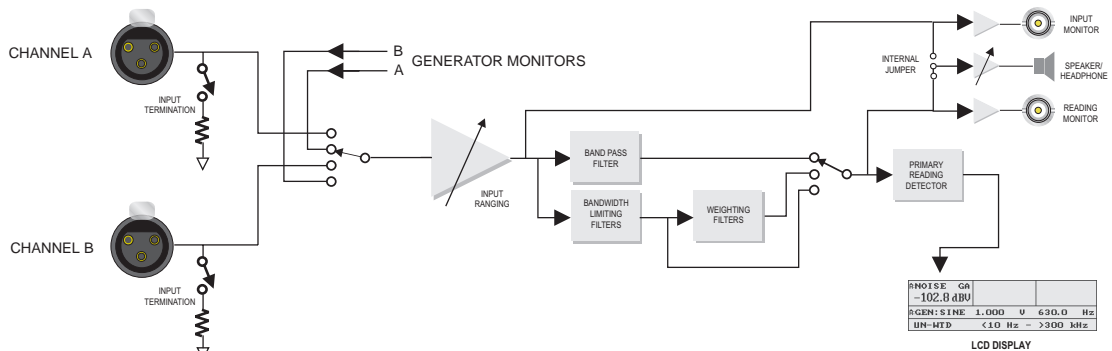 CHANNEL A
INPUT
TERMINATION
B
A
GENERATOR MONITORS
INPUT
RANGING
BAND PASS
FILTER
BANDWIDTH
LIMITING
FILTERS
WEIGHTING
FILTERS
INTERNAL
JUMPER
INPUT
MONITOR
SPEAKER/
HEADPHONE
READING
MONITOR
PRIMARY
READING
DETECTOR
CHANNEL B
INPUT
TERMINATION
NOISE GA
-102.8 dBV
GEN:SINE 1.000 V 630.0 Hz
UN-WTD <10 Hz - >300 kHz
LCD DISPLAY